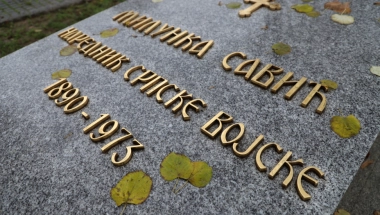 МИЛУНКА САВИЋ
НАРЕДНИК СРПСКЕ ВОЈСКЕ
1890-1973